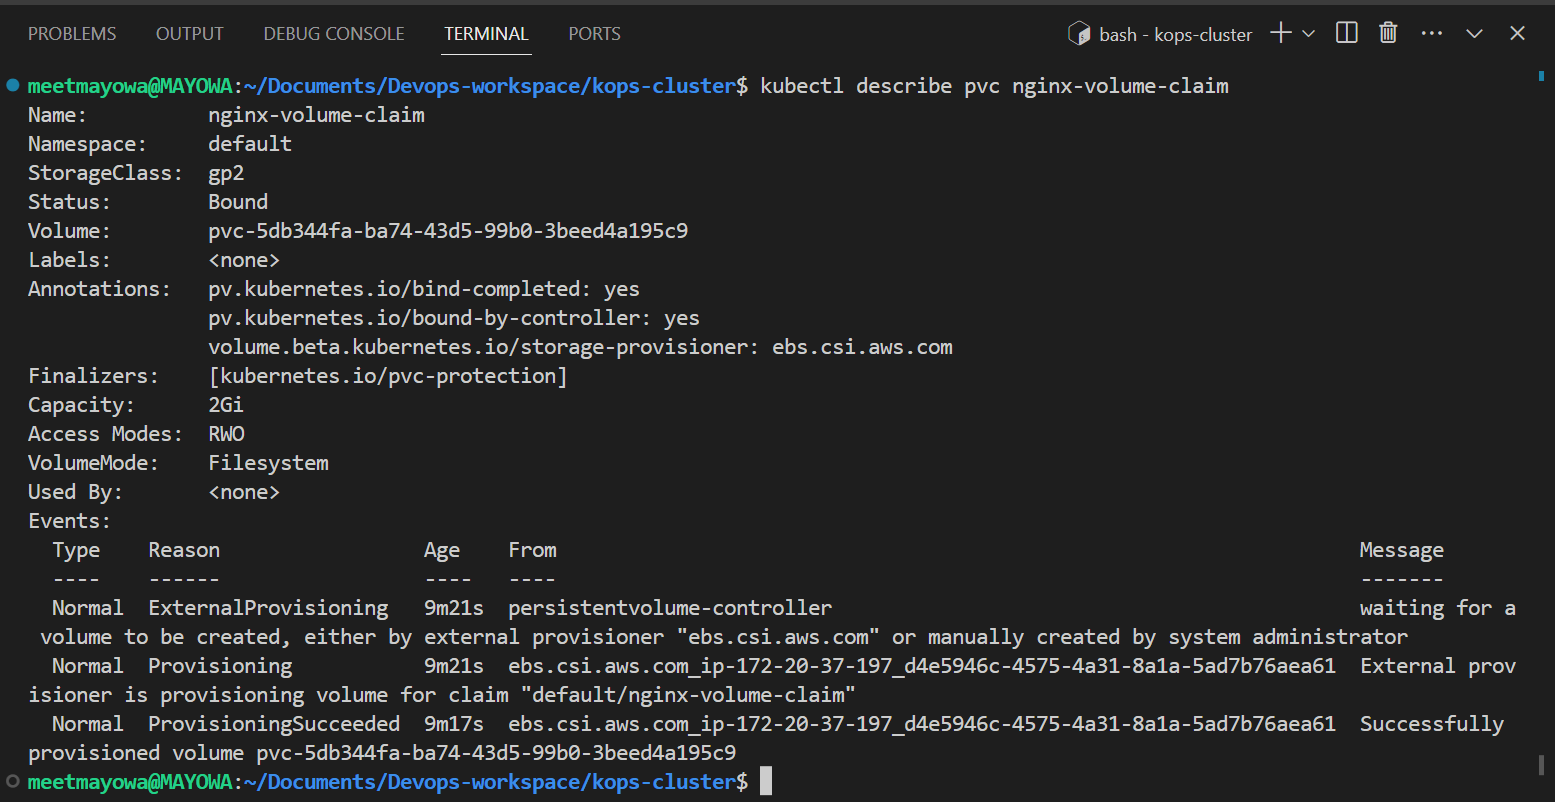 PROBLEMS OUTPUT DEBUG CONSOLE TERMINAL PORTS bash - kops-cluster
meetmayowa@MAYOWA:~/Documents/Devops-workspace/kops-cluster$ kubectl describe pvc nginx-volume-claim
Name:          nginx-volume-claim
Namespace:     default
StorageClass:  gp2
Status:        Bound
Volume:        pvc-5db344fa-ba74-43d5-99b0-3beed4a195c9
Labels:        <none>
Annotations:   pv.kubernetes.io/bind-completed: yes
               pv.kubernetes.io/bound-by-controller: yes
               volume.beta.kubernetes.io/storage-provisioner: ebs.csi.aws.com
Finalizers:    [kubernetes.io/pvc-protection]
Capacity:      2Gi
Access Modes:  RWO
VolumeMode:    Filesystem
Used By:       <none>
Events:
  Type    Reason                 Age    From                                                                   Message
  ----    ------                 ----   ----                                                                   -------
  Normal  ExternalProvisioning   9m21s  persistentvolume-controller                                            waiting for a
 volume to be created, either by external provisioner "ebs.csi.aws.com" or manually created by system administrator
  Normal  Provisioning           9m21s  ebs.csi.aws.com_ip-172-20-37-197_d4e5946c-4575-4a31-8a1a-5ad7b76aea61  External prov
isioner is provisioning volume for claim "default/nginx-volume-claim"
  Normal  ProvisioningSucceeded  9m17s  ebs.csi.aws.com_ip-172-20-37-197_d4e5946c-4575-4a31-8a1a-5ad7b76aea61  Successfully
provisioned volume pvc-5db344fa-ba74-43d5-99b0-3beed4a195c9
meetmayowa@MAYOWA:~/Documents/Devops-workspace/kops-cluster$